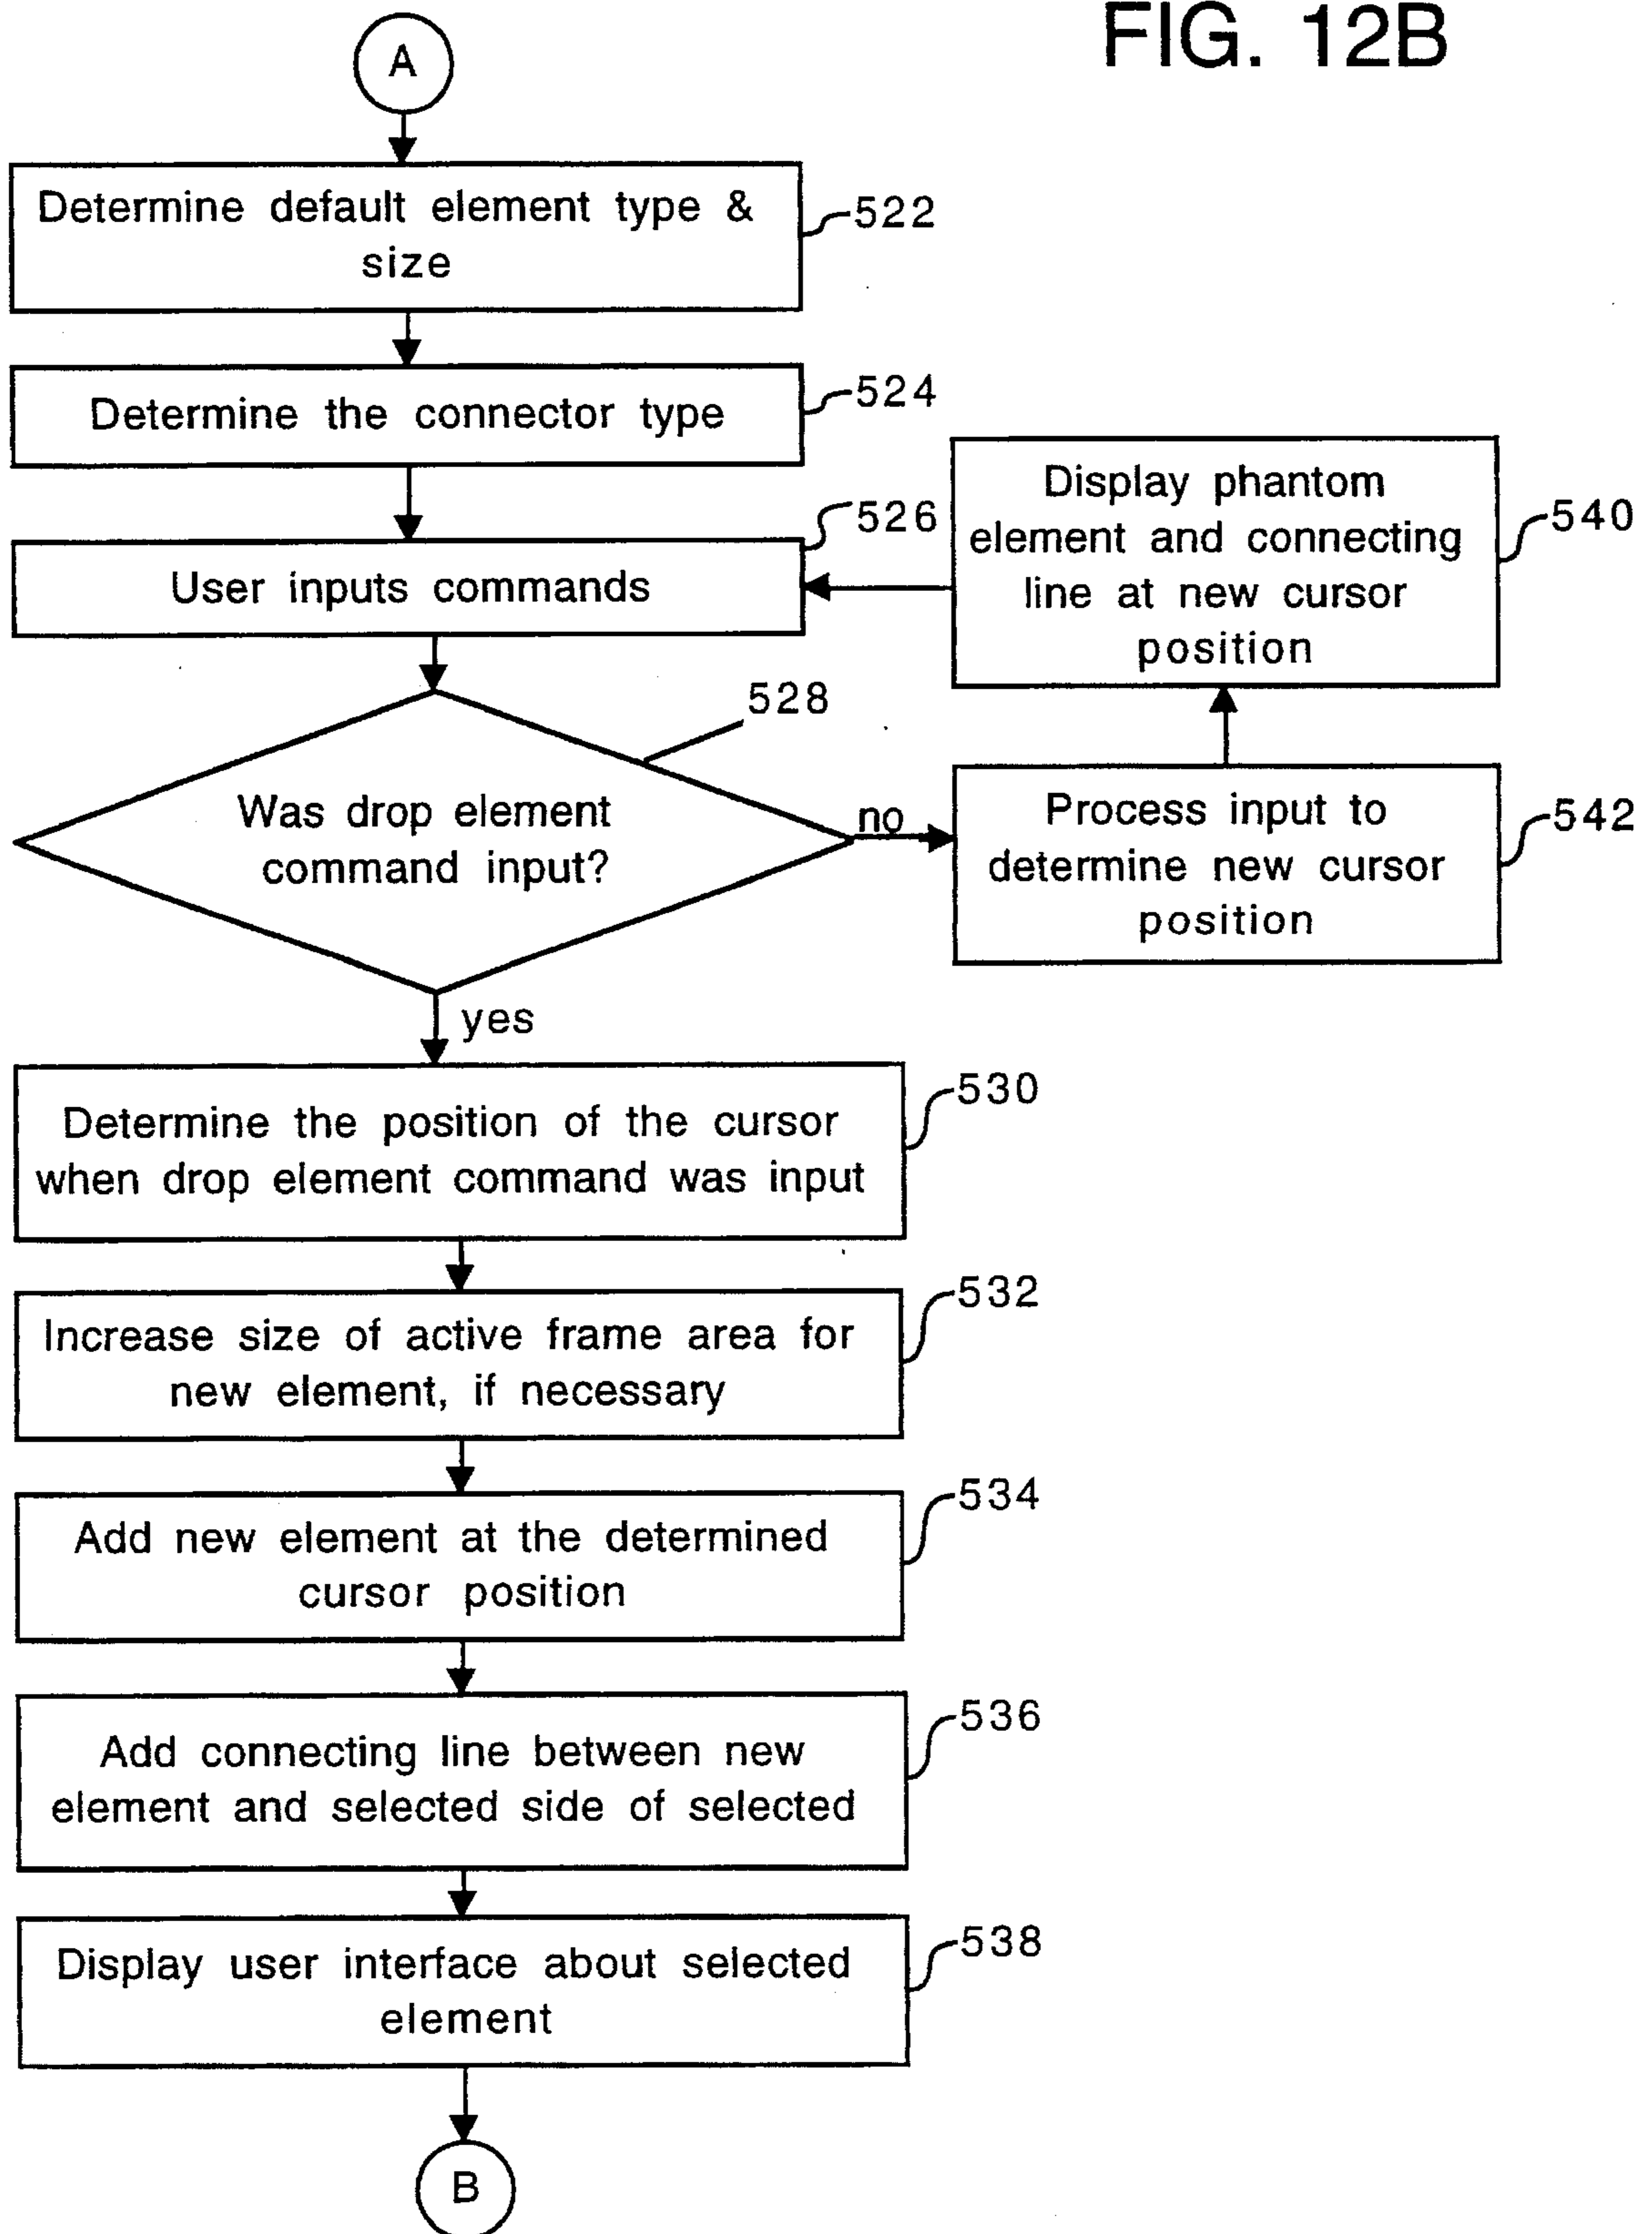 FIG. 12B
A
Determine default element type &
size
522
Determine the connector type
524
User inputs commands
526
Display phantom
element and connecting
line at new cursor
position
540
Was drop element
command input?
528
no
Process input to
determine new cursor
position
542
yes
Determine the position of the cursor
when drop element command was input
530
Increase size of active frame area for
new element, if necessary
532
Add new element at the determined
cursor position
534
Add connecting line between new
element and selected side of selected
536
Display user interface about selected
element
538
B